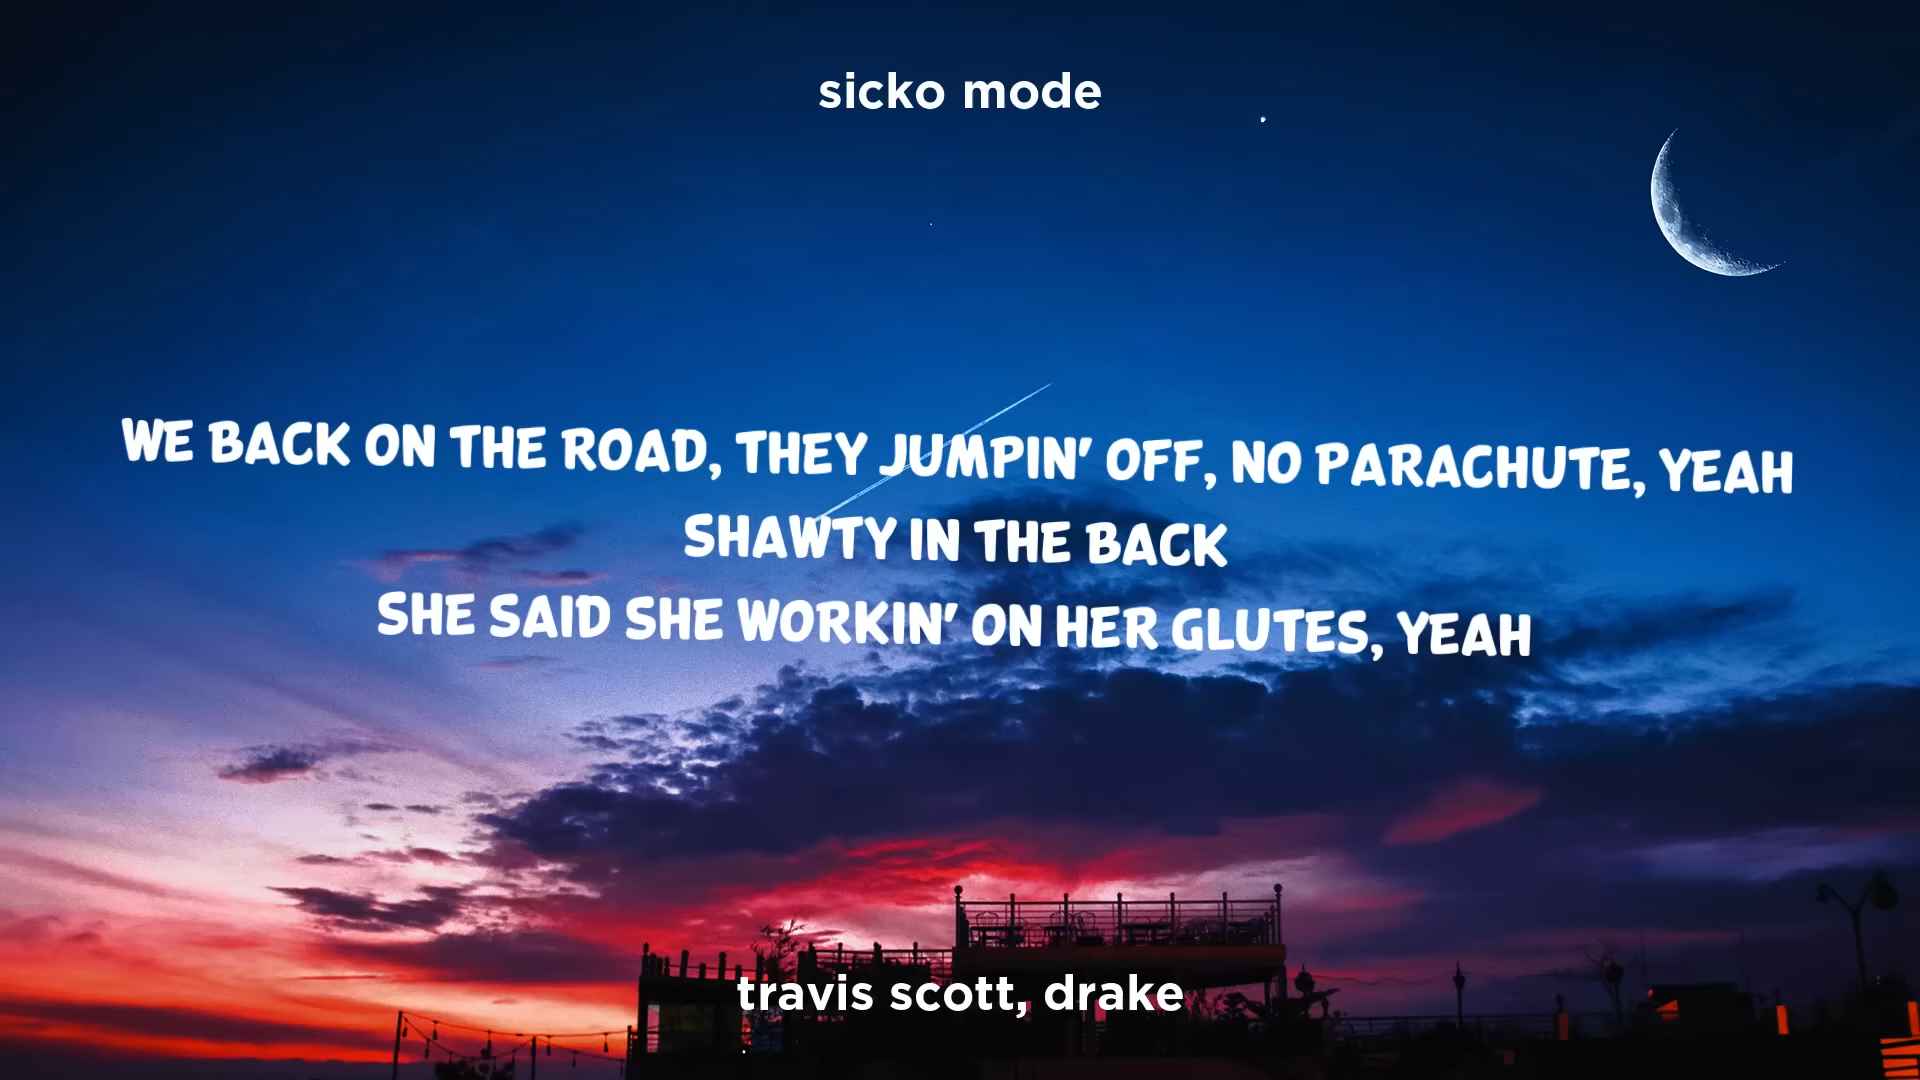 sicko mode
WE BACK ON THE ROAD, THEY JUMPIN' OFF, NO PARACHUTE, YEAH
SHAWTY IN THE BACK
SHE SAID SHE WORKIN' ON HER GLUTES, YEAH
travis scott, drake